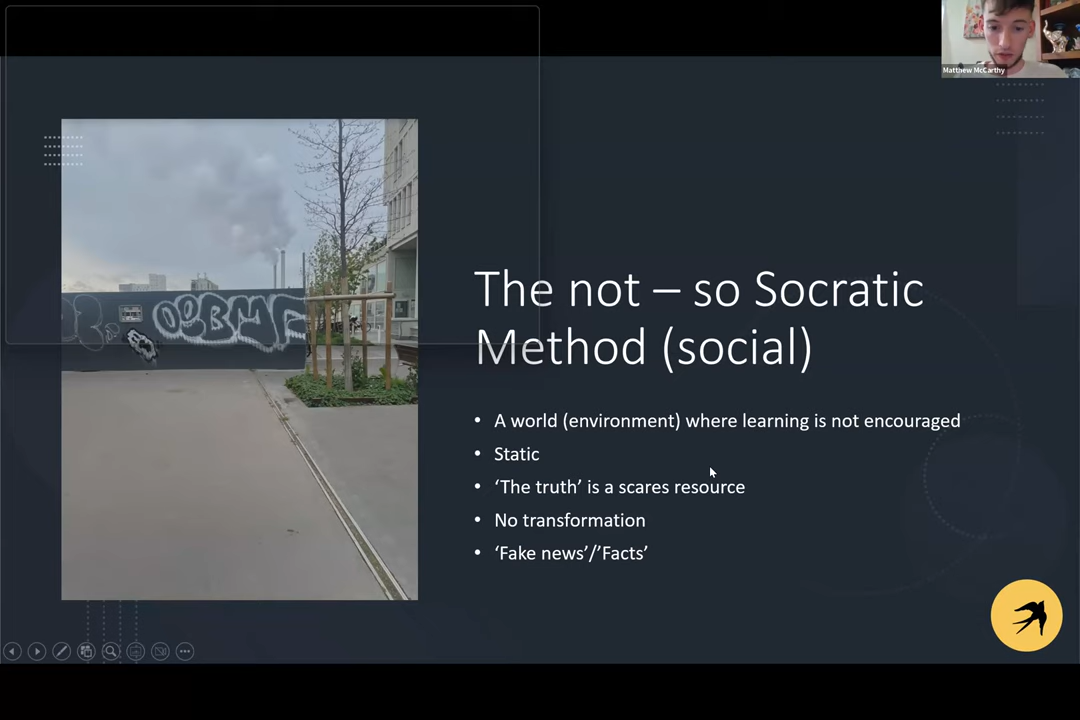 Matthew McCarthy
The not – so Socratic
Method (social)
• A world (environment) where learning is not encouraged
• Static
• ‘The truth’ is a scares resource
• No transformation
• ‘Fake news’/’Facts’